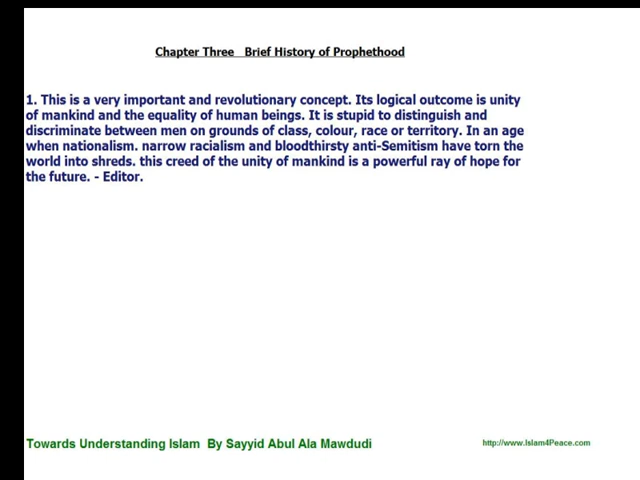 Chapter Three   Brief History of Prophethood
1. This is a very important and revolutionary concept. Its logical outcome is unity
of mankind and the equality of human beings. It is stupid to distinguish and
discriminate between men on grounds of class, colour, race or territory. In an age
when nationalism. narrow racialism and bloodthirsty anti-Semitism have torn the
world into shreds. this creed of the unity of mankind is a powerful ray of hope for
the future. - Editor.
Towards Understanding Islam  By Sayyid Abul Ala Mawdudi
http://www.Islam4Peace.com